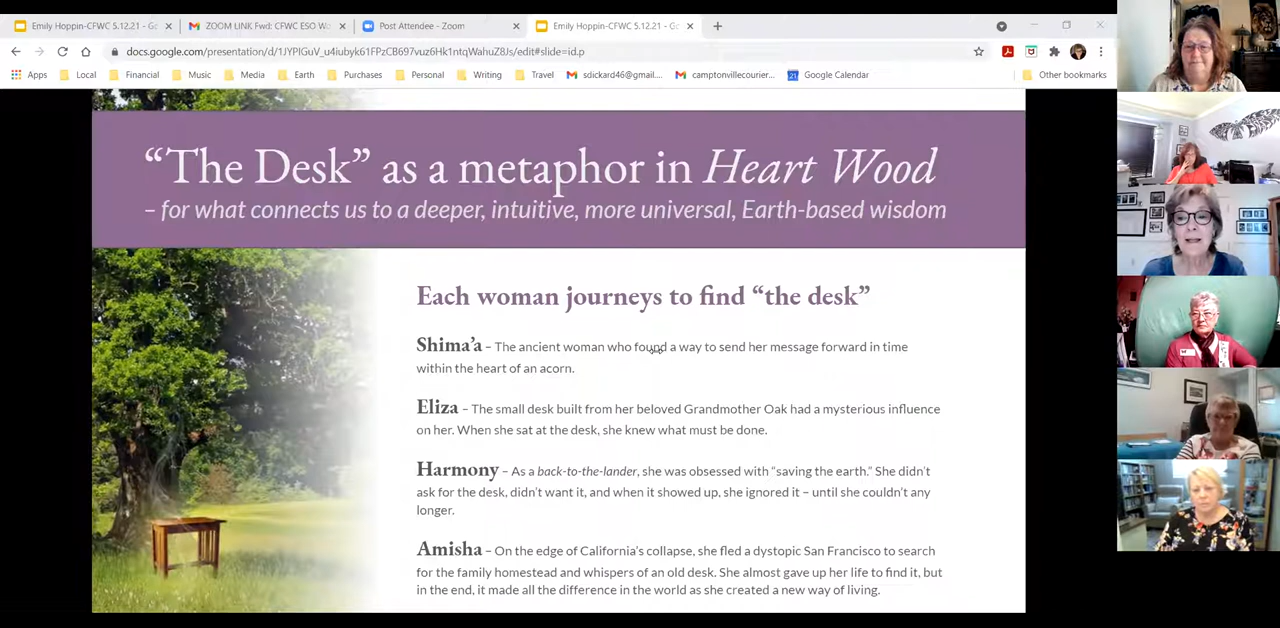 Emily Hoppin-CFWC 5.12.21 - Go
ZOOM LINK Fwd: CFWC ESO Wo
Post Attendee - Zoom
Emily Hoppin-CFWC 5.12.21 - Go
docs.google.com/presentation/d/1JYPIGuV_u4iubyk61FPzCB697vuz6Hk1ntqWahuZ8Js/edit#slide=id.p
Apps Local Financial Music Media Earth Purchases Personal Writing Travel sdickard46@gmail.... camptonvillecourier... Google Calendar Other bookmarks
“The Desk” as a metaphor in Heart Wood
– for what connects us to a deeper, intuitive, more universal, Earth-based wisdom
Each woman journeys to find “the desk”
Shima’a – The ancient woman who found a way to send her message forward in time
within the heart of an acorn.
Eliza – The small desk built from her beloved Grandmother Oak had a mysterious influence
on her. When she sat at the desk, she knew what must be done.
Harmony – As a back-to-the-lander, she was obsessed with “saving the earth.” She didn’t
ask for the desk, didn’t want it, and when it showed up, she ignored it – until she couldn’t any
longer.
Amisha – On the edge of California’s collapse, she fled a dystopic San Francisco to search
for the family homestead and whispers of an old desk. She almost gave up her life to find it, but
in the end, it made all the difference in the world as she created a new way of living.